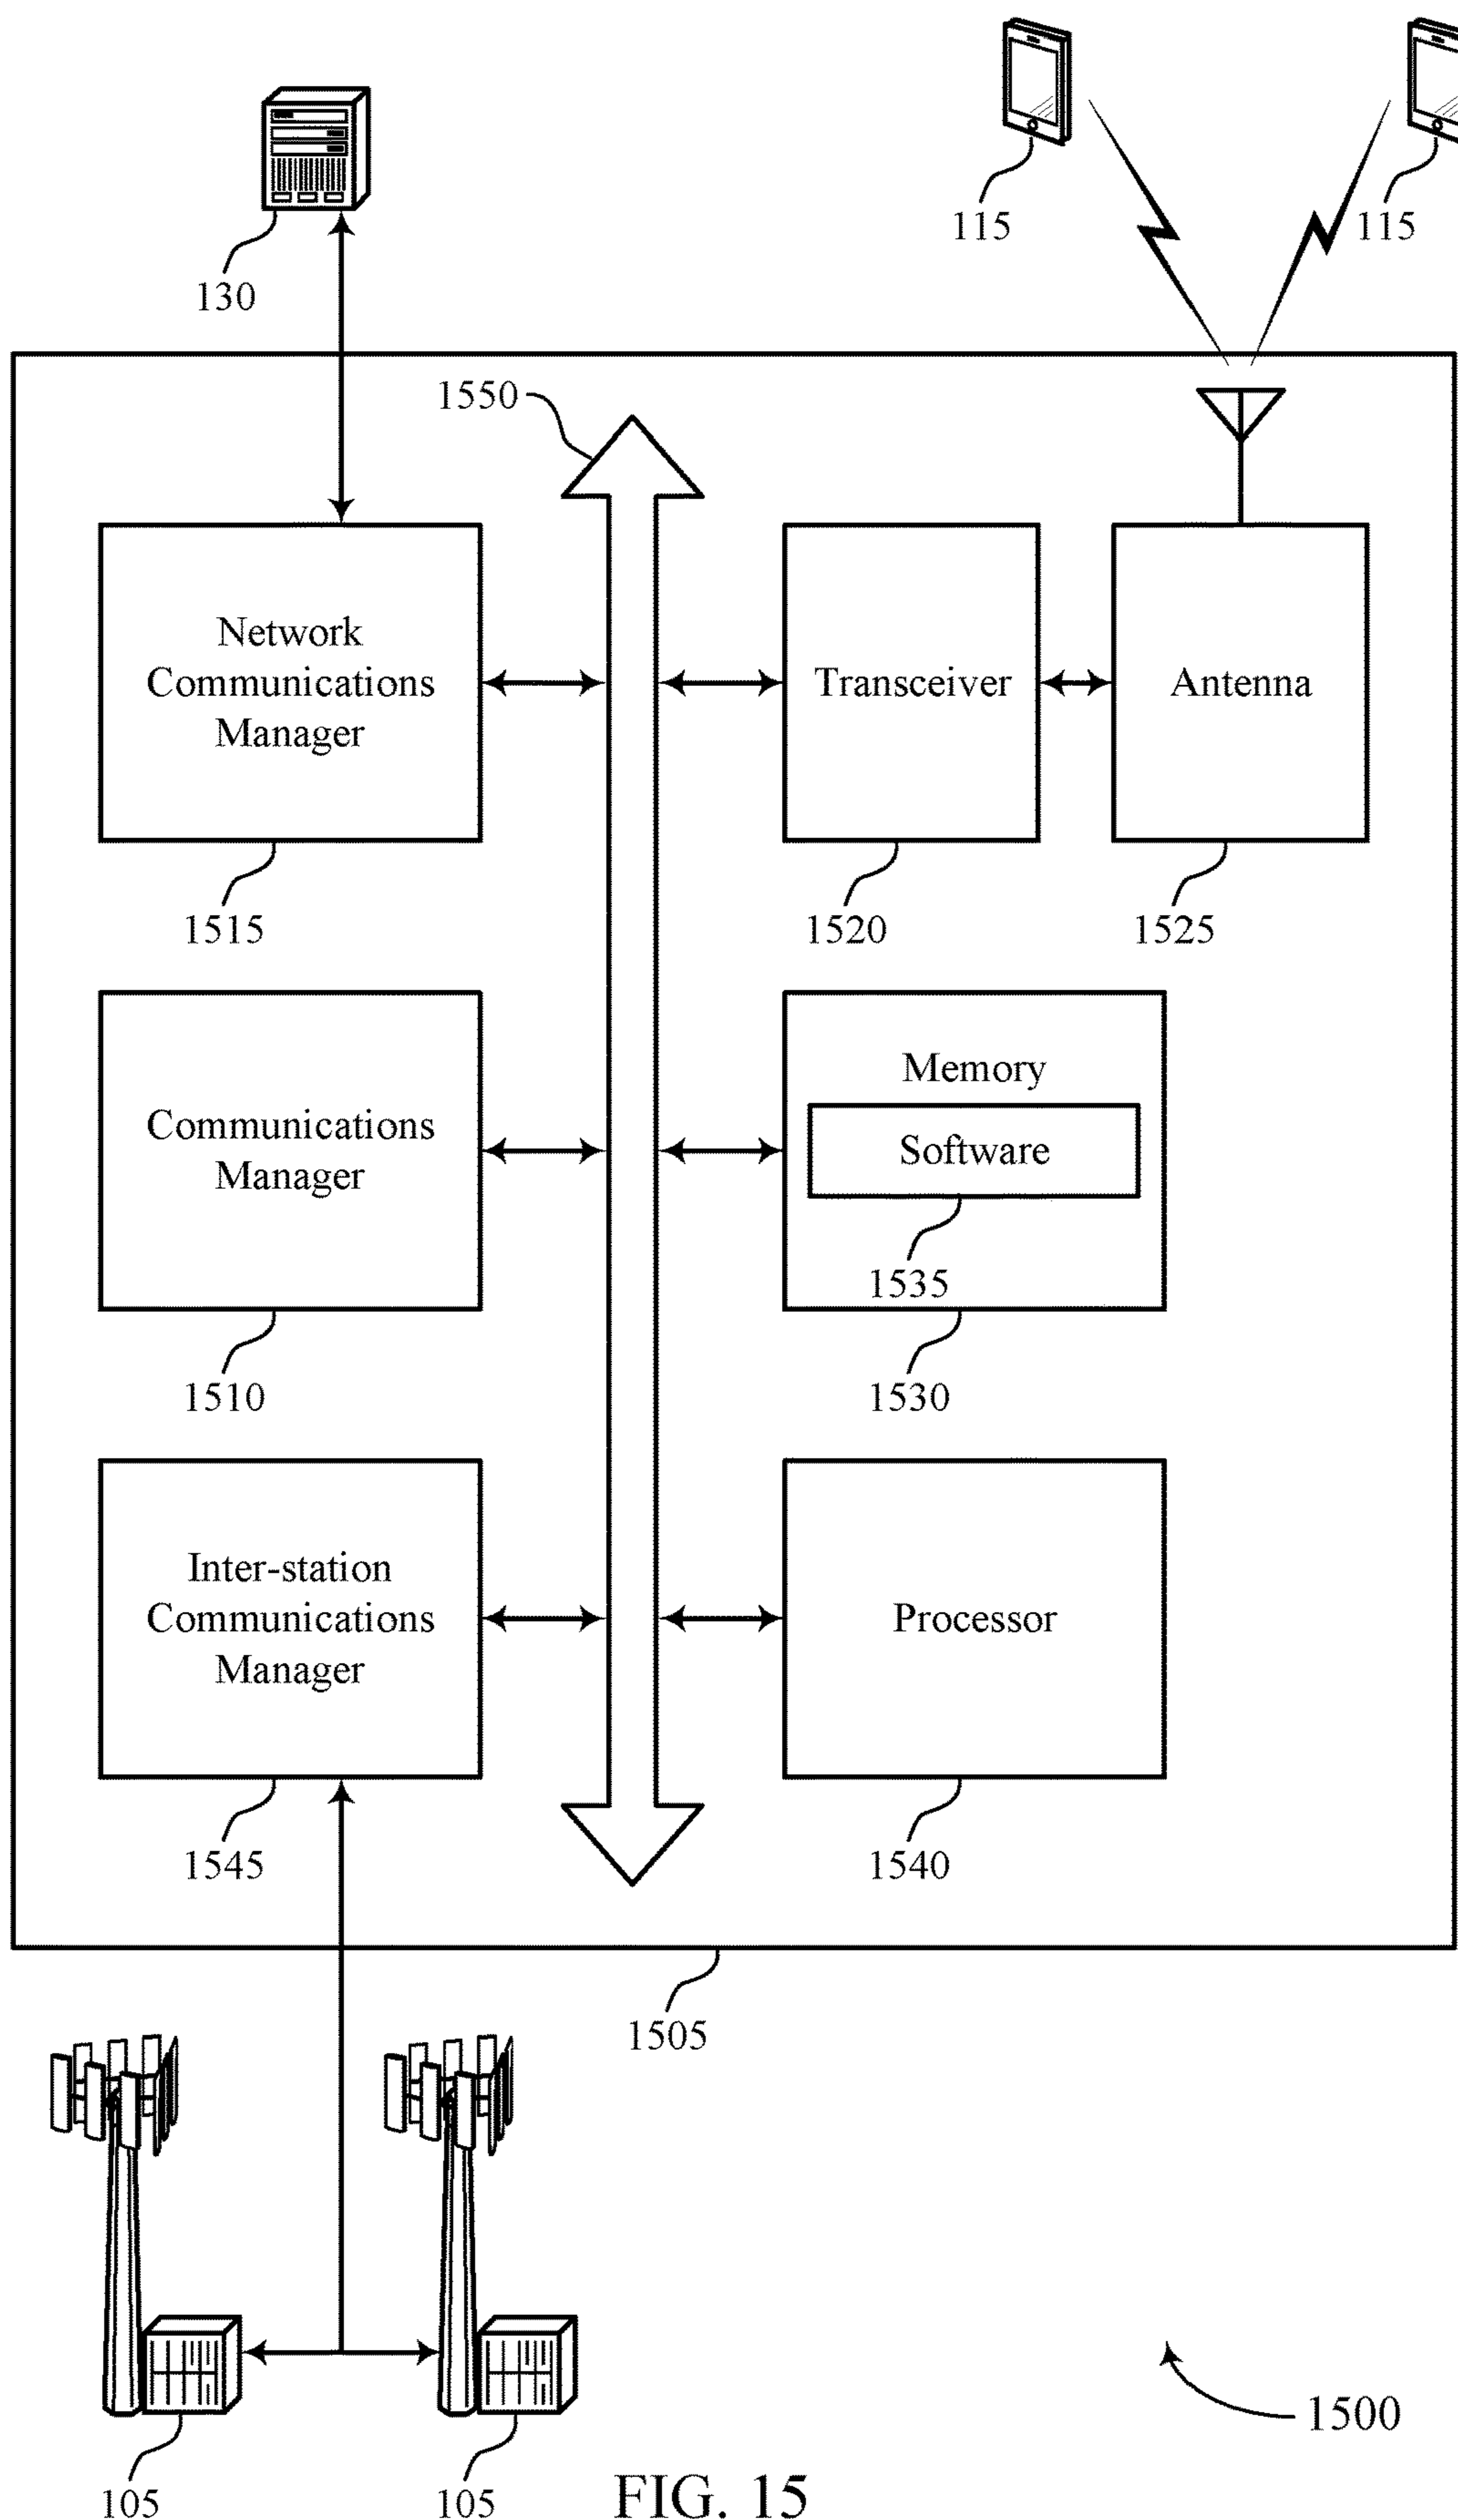 115
115
130
1550
Network
Communications
Manager
Transceiver
Antenna
1515
1520
1525
Communications
Manager
Memory
Software
1535
1510
1530
Inter-station
Communications
Manager
Processor
1545
1540
1505
1500
105
105
FIG. 15